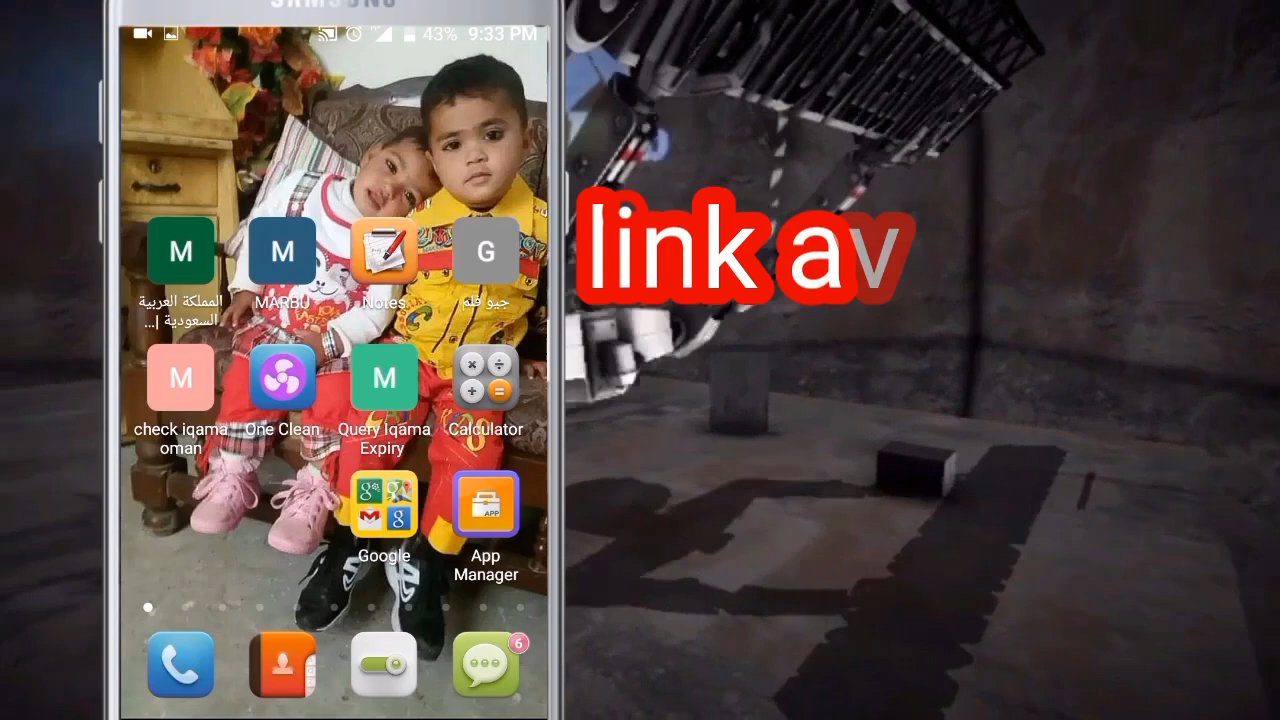 SAMSUNG
43% 9:33 PM
link av
M
M
G
المملكة العربية
السعودية |...
MARBU
Notes
جيو فلم
M
M
check iqama
oman
One Clean
Query Iqama
Expiry
Calculator
APP
Google
App
Manager
6